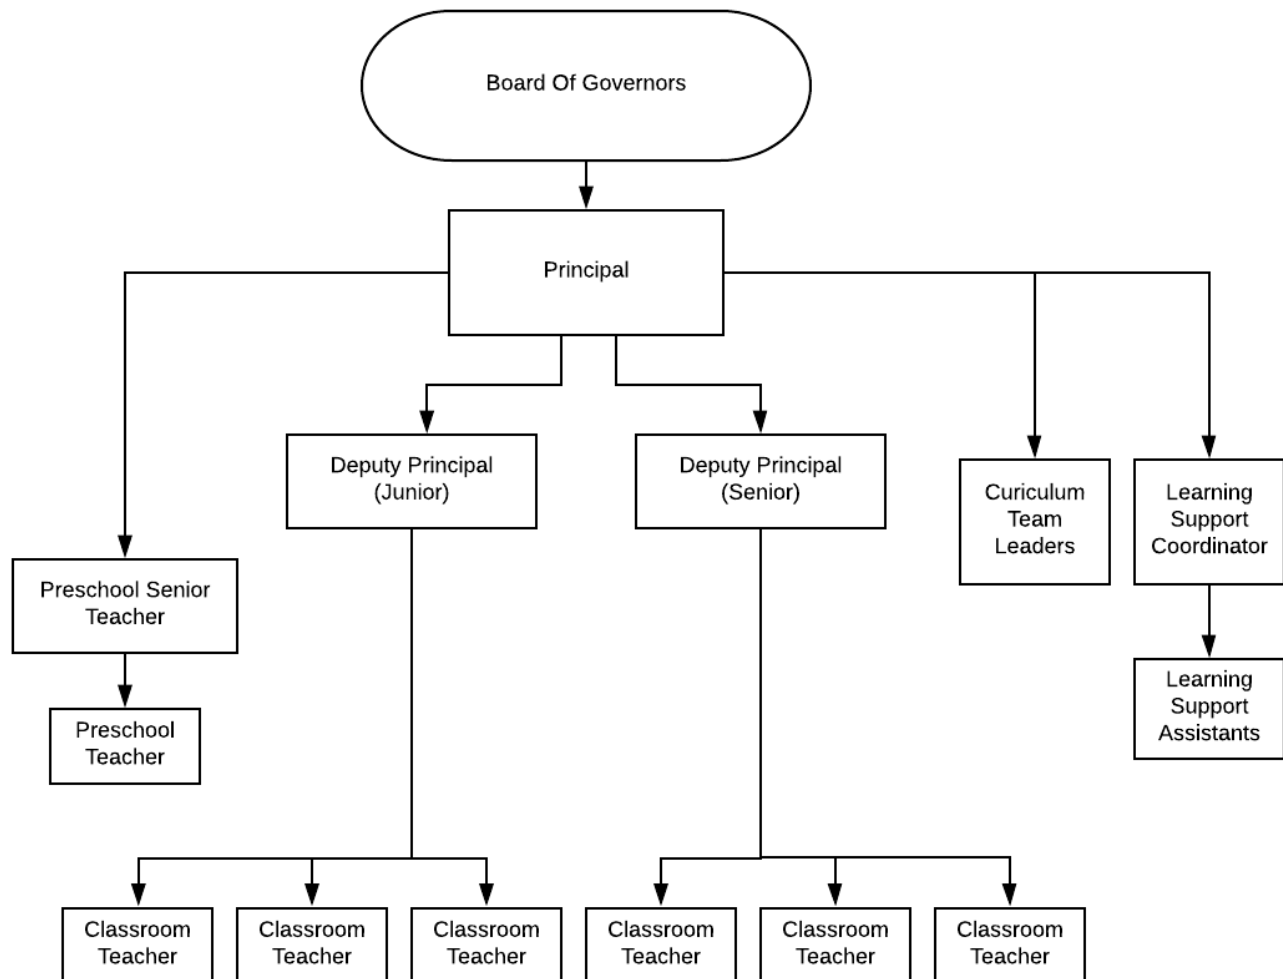 Board Of Governors
Principal
Deputy Principal
(Junior)
Deputy Principal
(Senior)
Curiculum
Team
Leaders
Learning
Support
Coordinator
Preschool Senior
Teacher
Learning
Support
Assistants
Preschool
Teacher
Classroom
Teacher
Classroom
Teacher
Classroom
Teacher
Classroom
Teacher
Classroom
Teacher
Classroom
Teacher